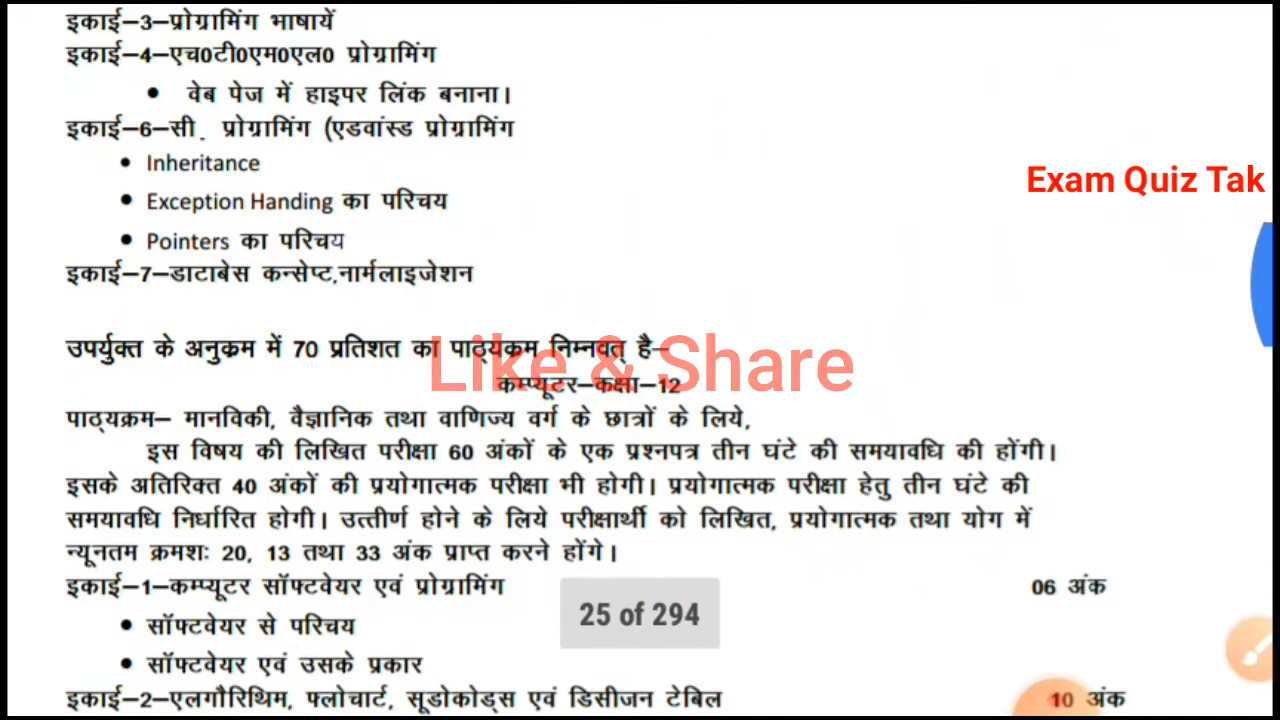 इकाई–3–प्रोग्रामिंग भाषायें
इकाई–4–एच0टी0एम0एल0 प्रोग्रामिंग
• वेब पेज में हाइपर लिंक बनाना।
इकाई–6–सी. प्रोग्रामिंग (एडवांस्ड प्रोग्रामिंग
• Inheritance
Exam Quiz Tak
• Exception Handing का परिचय
• Pointers का परिचय
इकाई–7–डाटाबेस कन्सेप्ट,नार्मलाइजेशन
उपर्युक्त के अनुक्रम में 70 प्रतिशत का पाठ्यक्रम निम्नवत् है–
Like & Share
कम्प्यूटर–कक्षा–12
पाठ्यक्रम– मानविकी, वैज्ञानिक तथा वाणिज्य वर्ग के छात्रों के लिये,
इस विषय की लिखित परीक्षा 60 अंकों के एक प्रश्नपत्र तीन घंटे की समयावधि की होंगी।
इसके अतिरिक्त 40 अंकों की प्रयोगात्मक परीक्षा भी होगी। प्रयोगात्मक परीक्षा हेतु तीन घंटे की
समयावधि निर्धारित होगी। उत्तीर्ण होने के लिये परीक्षार्थी को लिखित, प्रयोगात्मक तथा योग में
न्यूनतम क्रमशः 20, 13 तथा 33 अंक प्राप्त करने होंगे।
इकाई–1–कम्प्यूटर सॉफ्टवेयर एवं प्रोग्रामिंग 06 अंक
25 of 294
• सॉफ्टवेयर से परिचय
• सॉफ्टवेयर एवं उसके प्रकार
इकाई–2–एलगौरिथिम, फ्लोचार्ट, सूडोकोड्स एवं डिसीजन टेबिल 10 अंक